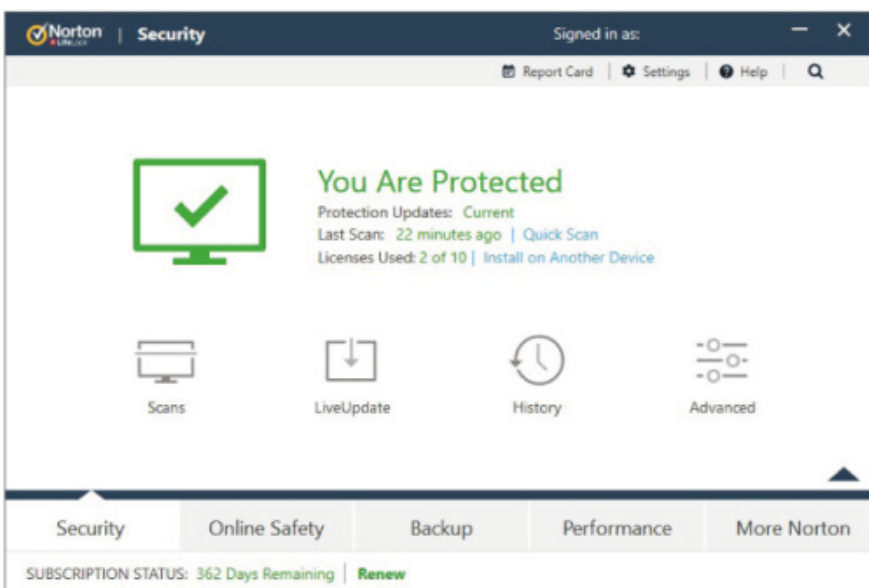 Norton | Security Signed in as:
LifeLock
Report Card | Settings | Help |
You Are Protected
Protection Updates: Current
Last Scan: 22 minutes ago | Quick Scan
Licenses Used: 2 of 10 | Install on Another Device
Scans LiveUpdate History Advanced
Security Online Safety Backup Performance More Norton
SUBSCRIPTION STATUS: 362 Days Remaining | Renew